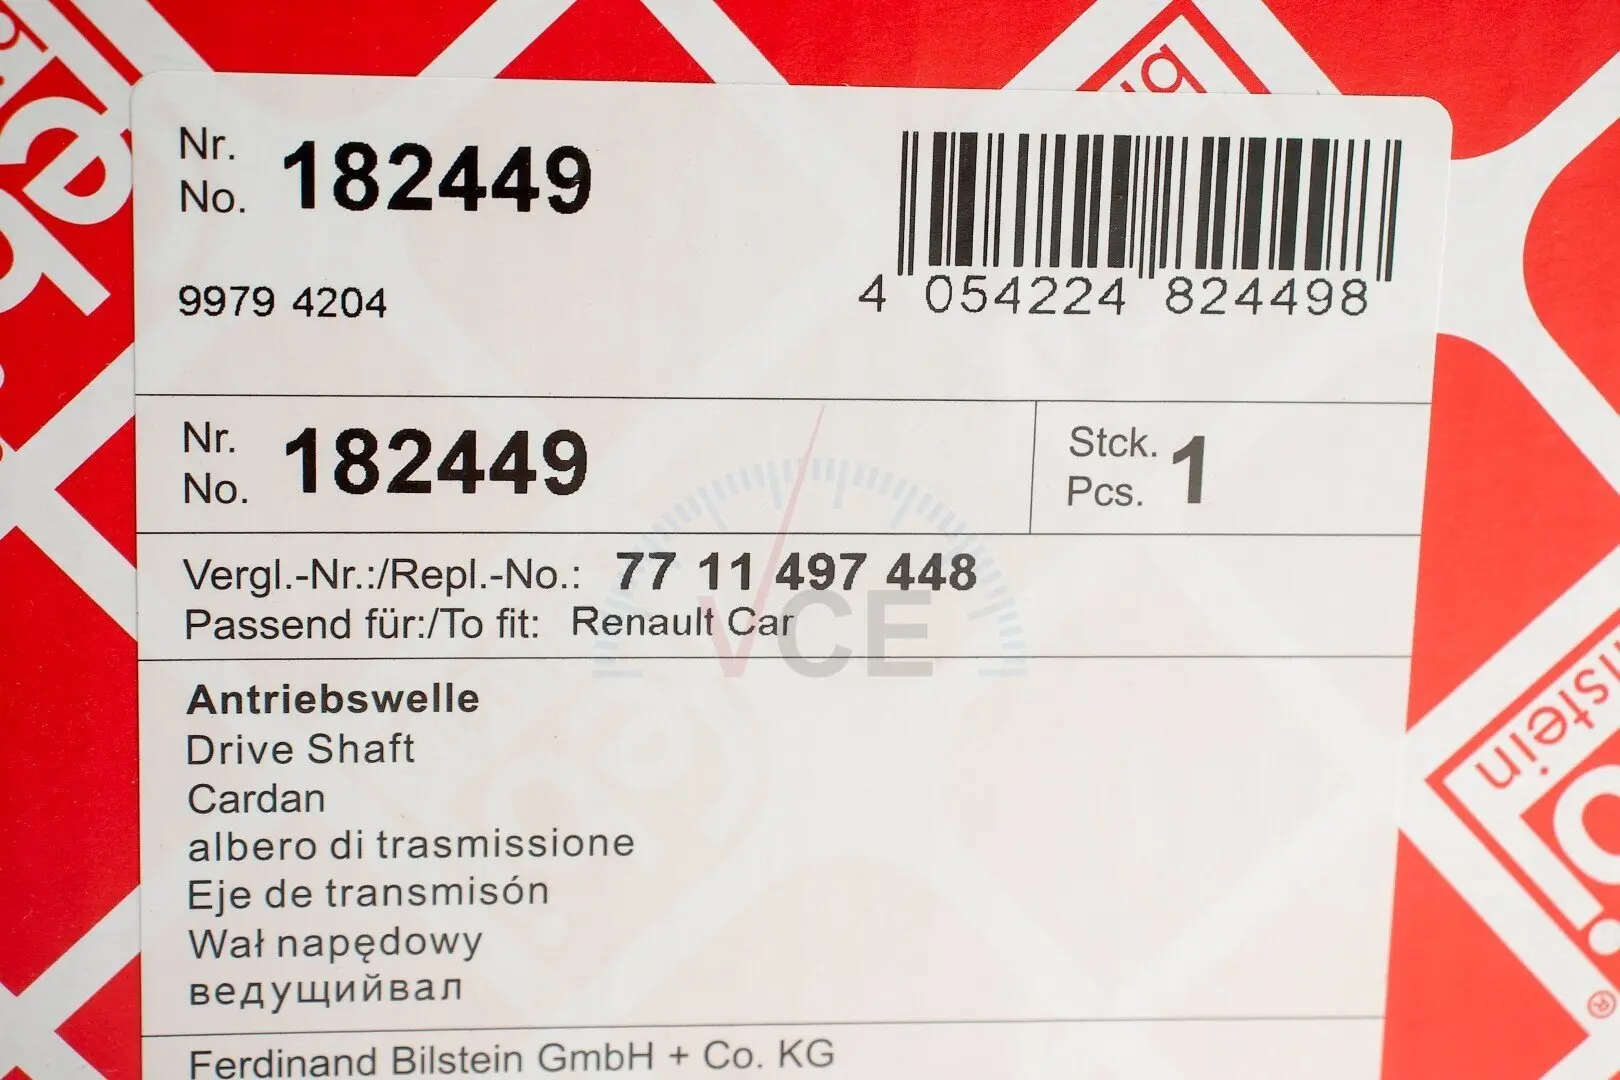 Nr.
No. 182449
9979 4204
4 054224 824498
Nr.
No. 182449
Stck.
Pcs. 1
Vergl.-Nr.:/Repl.-No.: 77 11 497 448
Passend für:/To fit: Renault Car
VCE
Antriebswelle
Drive Shaft
Cardan
albero di trasmissione
Eje de transmisón
Wał napędowy
ведущийвал
Ferdinand Bilstein GmbH + Co. KG
bilstein
®